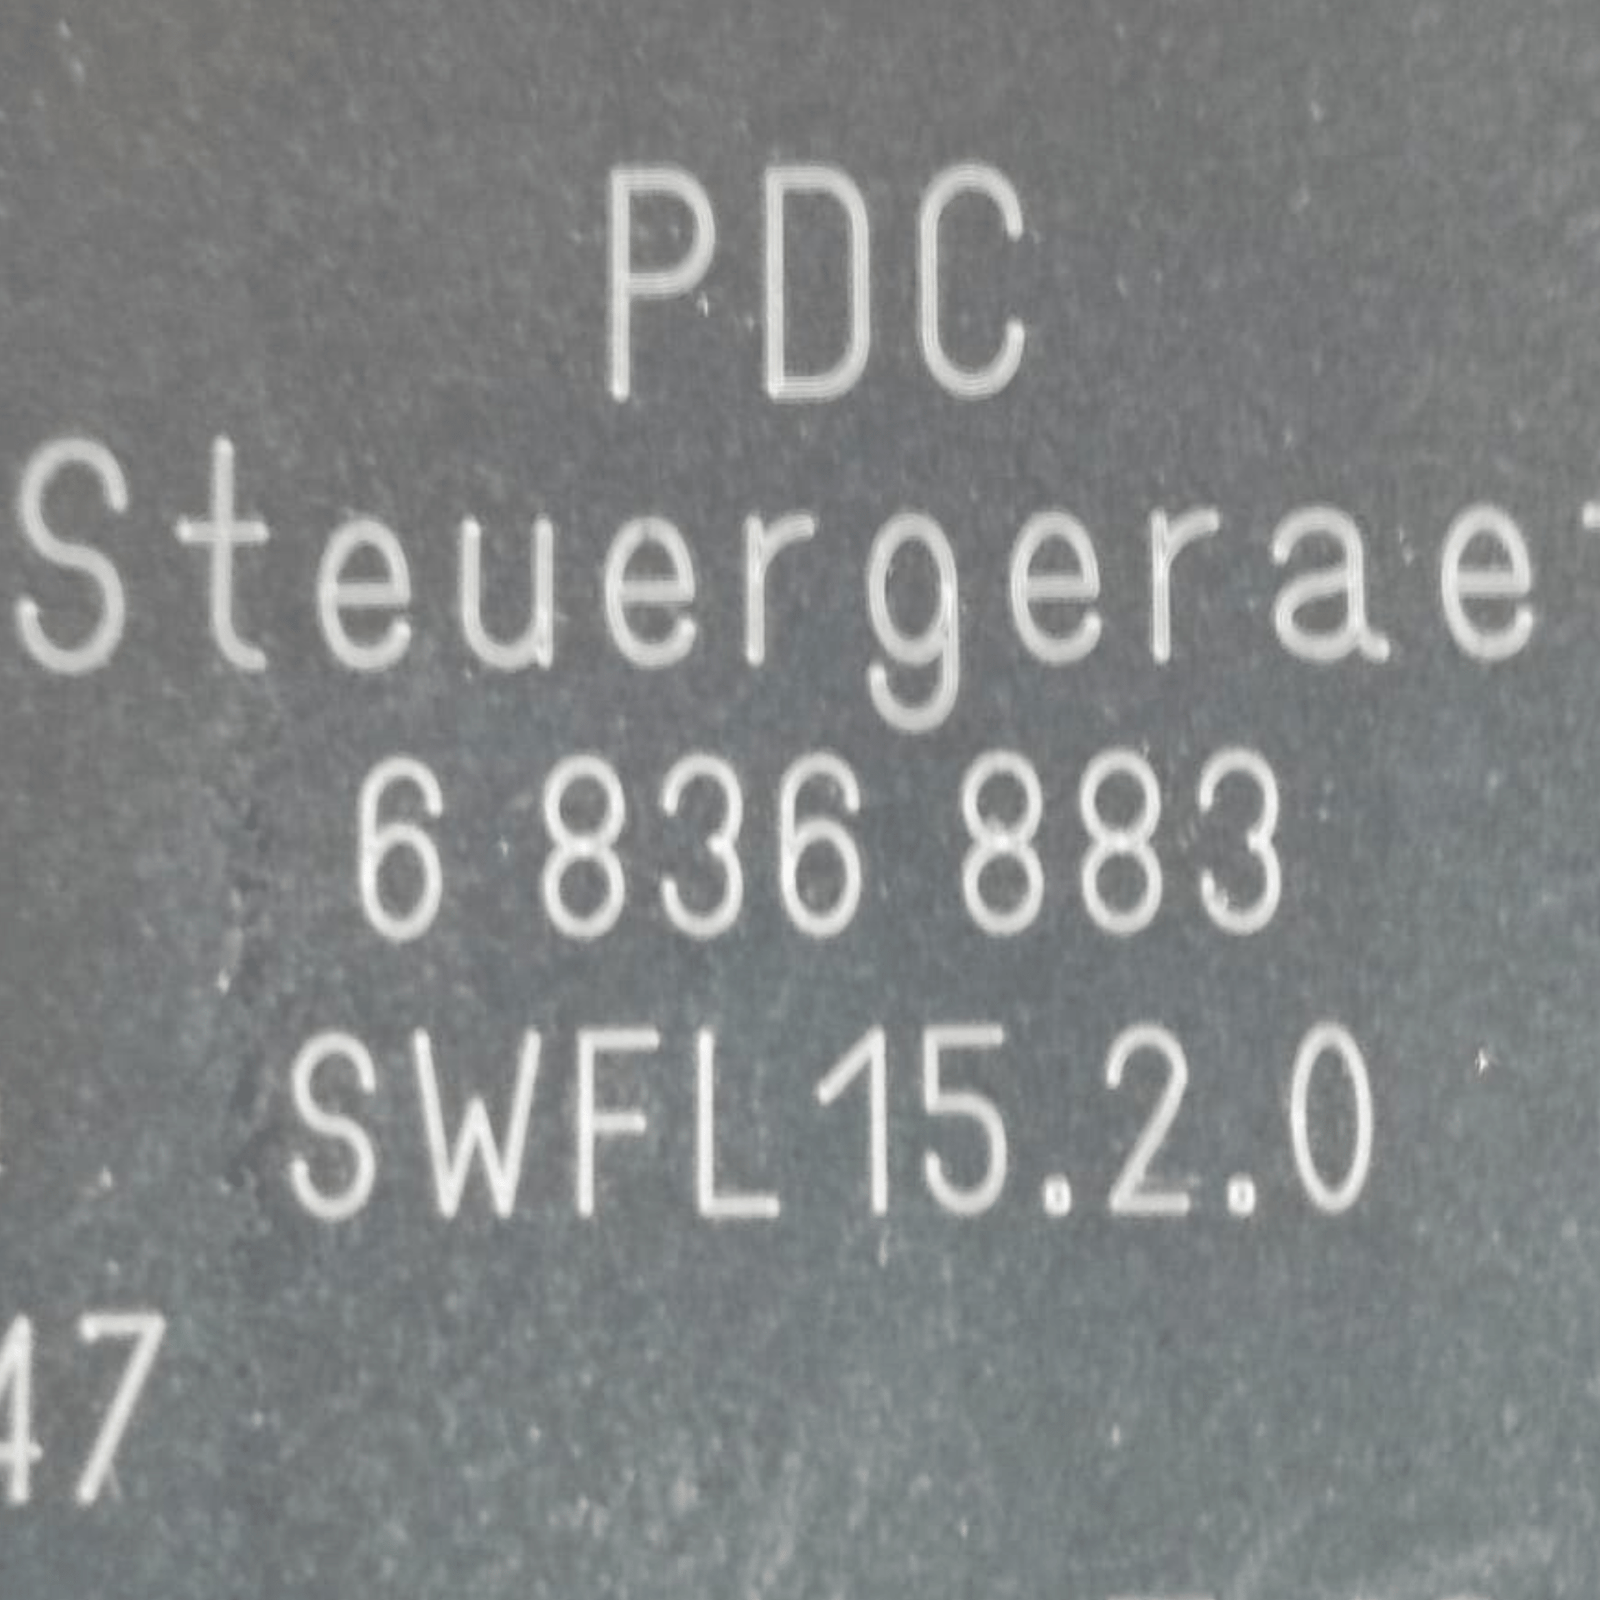 PDC
Steuergerae
6 836 883
SWFL15.2.0
47